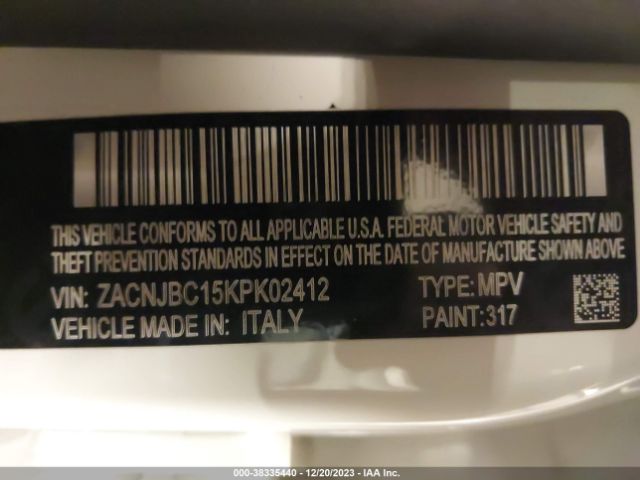 THIS VEHICLE CONFORMS TO ALL APPLICABLE U.S.A. FEDERAL MOTOR VEHICLE SAFETY AND
THEFT PREVENTION STANDARDS IN EFFECT ON THE DATE OF MANUFACTURE SHOWN ABOVE
VIN: ZACNJBC15KPK02412 TYPE: MPV
VEHICLE MADE IN: ITALY PAINT: 317
000-38335440 - 12/20/2023 - IAA Inc.